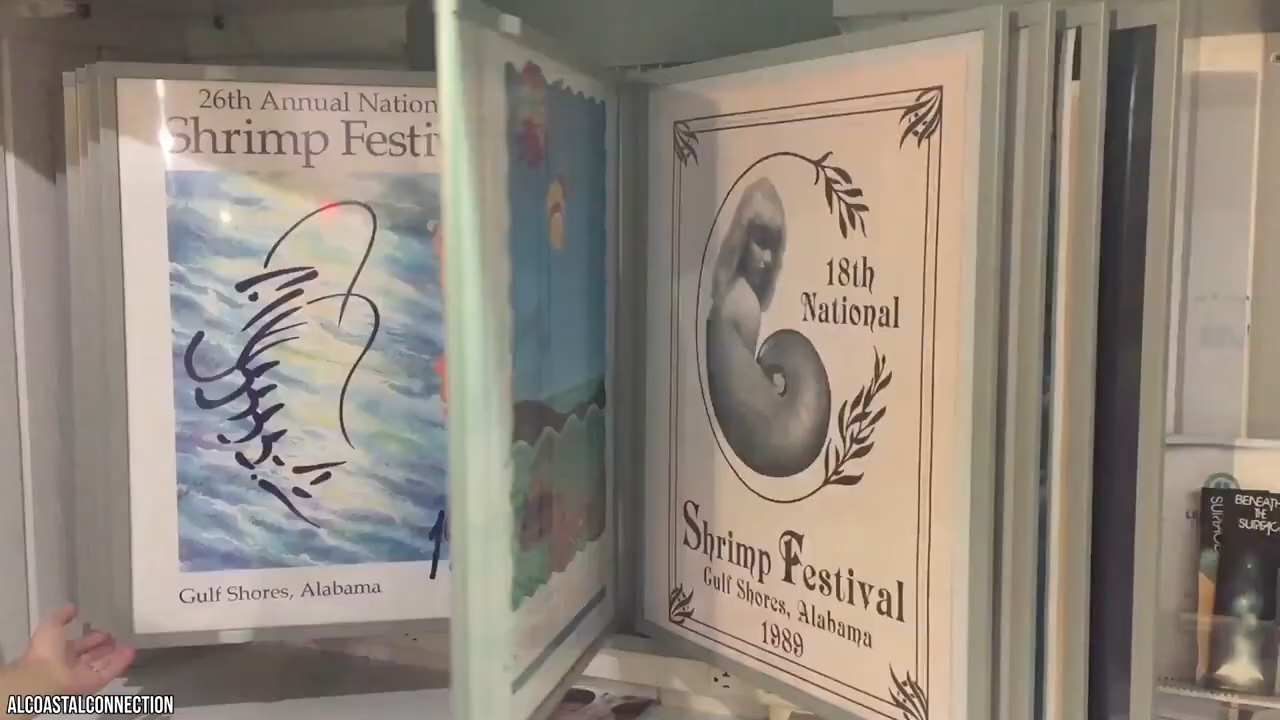 26th Annual Nation
Shrimp Festi
Gulf Shores, Alabama
18th
National
Shrimp Festival
Gulf Shores, Alabama
1989
BENEATH
THE
SURFAC
ALCOASTALCONNECTION